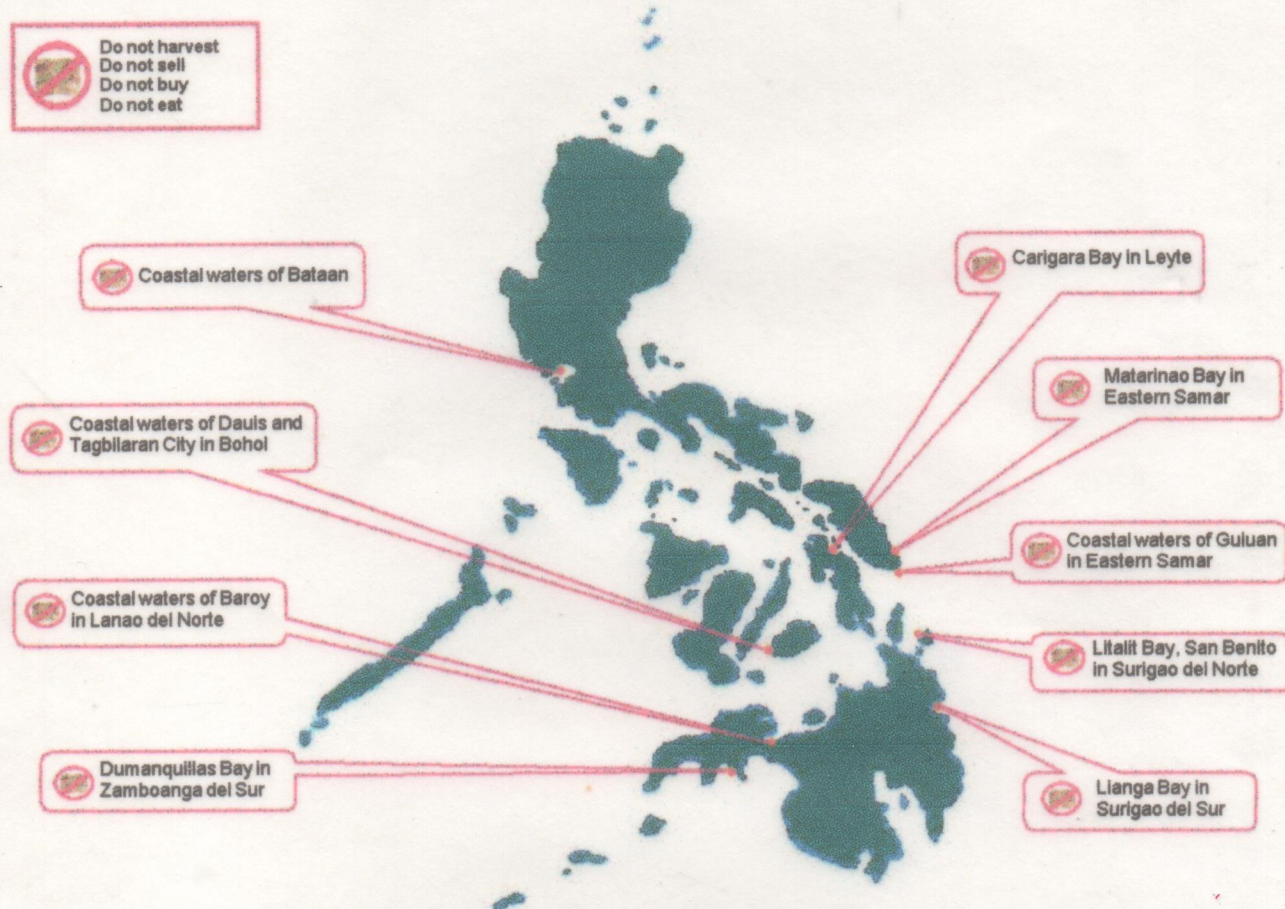 Do not harvest
Do not sell
Do not buy
Do not eat
Coastal waters of Bataan
Carigara Bay in Leyte
Matarinao Bay in
Eastern Samar
Coastal waters of Dauis and
Tagbilaran City in Bohol
Coastal waters of Guiuan
in Eastern Samar
Coastal waters of Baroy
in Lanao del Norte
Litalit Bay, San Benito
in Surigao del Norte
Dumanquillas Bay in
Zamboanga del Sur
Lianga Bay in
Surigao del Sur